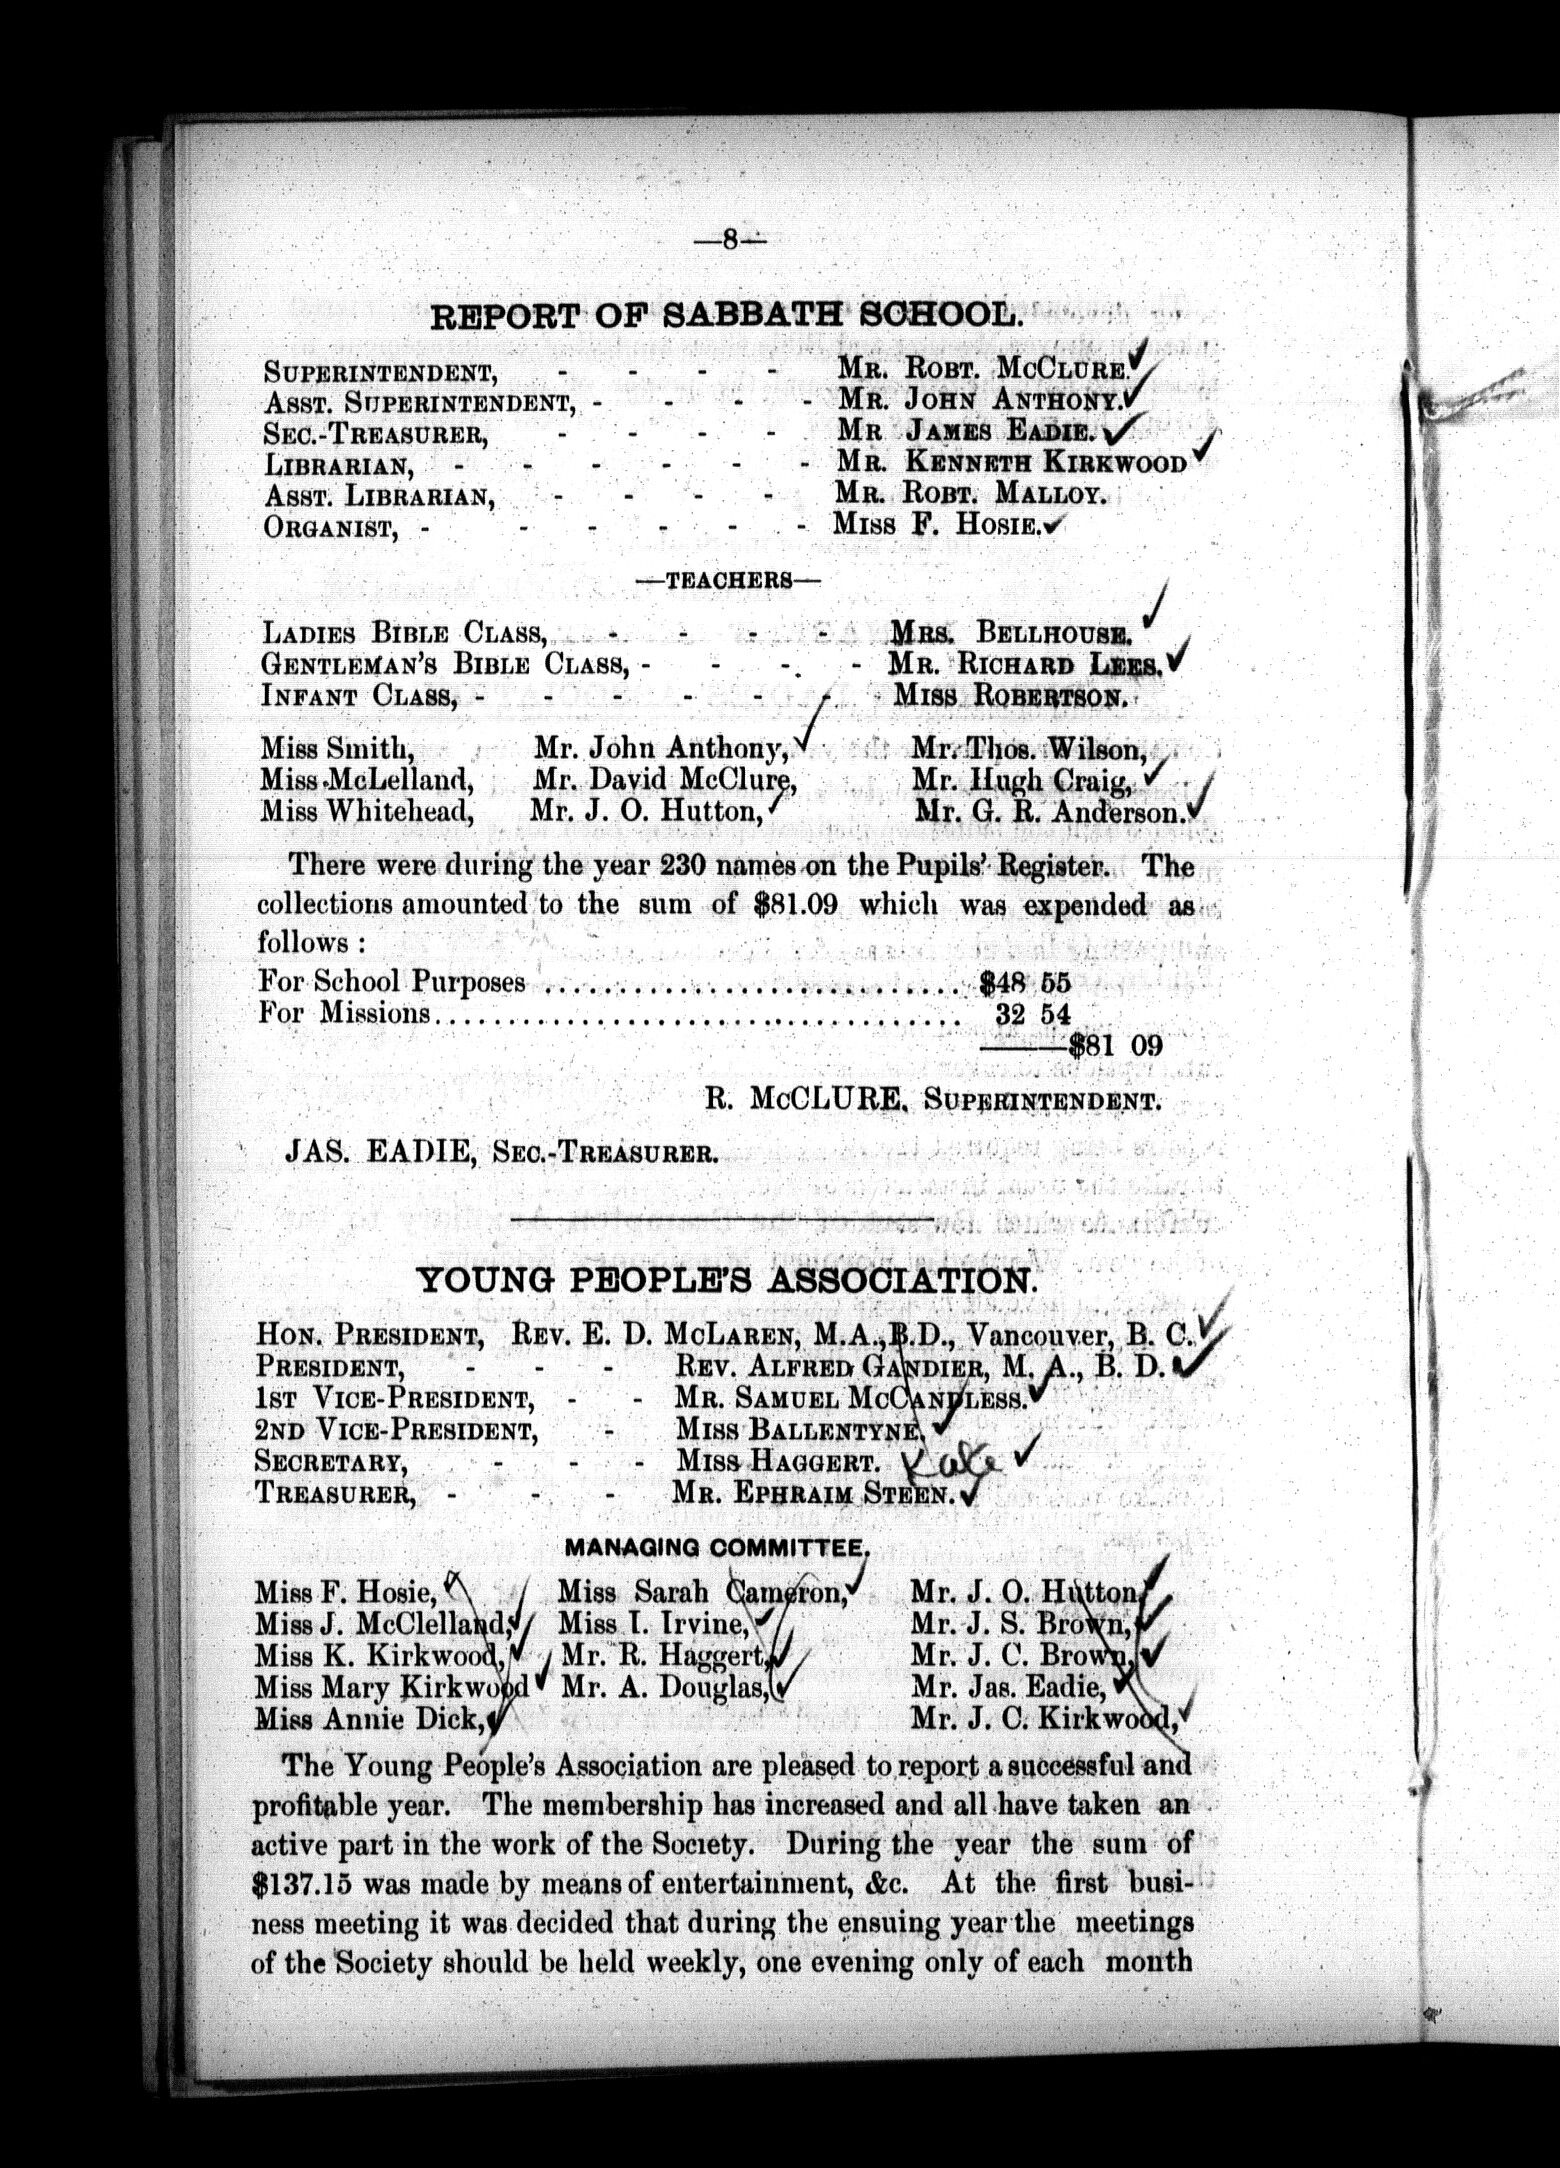 —8—
REPORT OF SABBATH SCHOOL.
SUPERINTENDENT, - - - - MR. ROBT. MCCLURE.
ASST. SUPERINTENDENT, - - - - MR. JOHN ANTHONY.
SEC.-TREASURER, - - - - MR JAMES EADIE.
LIBRARIAN, - - - - - - MR. KENNETH KIRKWOOD
ASST. LIBRARIAN, - - - - MR. ROBT. MALLOY.
ORGANIST, - - - - - - MISS F. HOSIE.
—TEACHERS—
LADIES BIBLE CLASS, - - - - MRS. BELLHOUSE.
GENTLEMAN'S BIBLE CLASS, - - - - MR. RICHARD LEES.
INFANT CLASS, - - - - - - MISS ROBERTSON.
Miss Smith, Mr. John Anthony, Mr. Thos. Wilson,
Miss McLelland, Mr. David McClure, Mr. Hugh Craig,
Miss Whitehead, Mr. J. O. Hutton, Mr. G. R. Anderson.
There were during the year 230 names on the Pupils' Register. The
collections amounted to the sum of $81.09 which was expended as
follows :
For School Purposes ............................. $48 55
For Missions..................................... 32 54
———$81 09
R. MCCLURE, SUPERINTENDENT.
JAS. EADIE, SEC.-TREASURER.
YOUNG PEOPLE'S ASSOCIATION.
HON. PRESIDENT, REV. E. D. MCLAREN, M.A.,B.D., Vancouver, B. C.
PRESIDENT, - - - REV. ALFRED GANDIER, M. A., B. D.
1ST VICE-PRESIDENT, - - MR. SAMUEL MCCANDLESS.
2ND VICE-PRESIDENT, - MISS BALLENTYNE,
SECRETARY, - - - MISS HAGGERT. Kate
TREASURER, - - - MR. EPHRAIM STEEN.
MANAGING COMMITTEE.
Miss F. Hosie, Miss Sarah Cameron, Mr. J. O. Hutton,
Miss J. McClelland, Miss I. Irvine, Mr. J. S. Brown,
Miss K. Kirkwood, Mr. R. Haggert, Mr. J. C. Brown,
Miss Mary Kirkwood Mr. A. Douglas, Mr. Jas. Eadie,
Miss Annie Dick, Mr. J. C. Kirkwood,
The Young People's Association are pleased to report a successful and
profitable year. The membership has increased and all have taken an
active part in the work of the Society. During the year the sum of
$137.15 was made by means of entertainment, &c. At the first busi-
ness meeting it was decided that during the ensuing year the meetings
of the Society should be held weekly, one evening only of each month